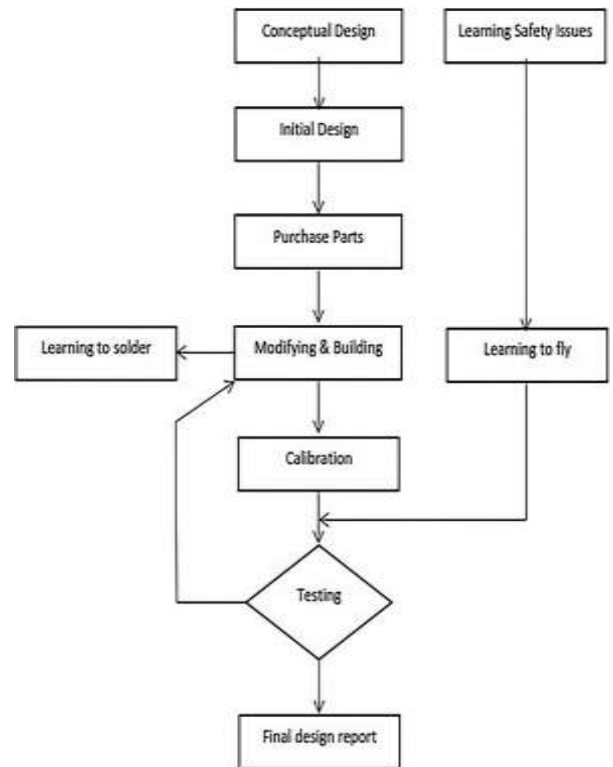 Conceptual Design
Learning Safety Issues
Initial Design
Purchase Parts
Learning to solder
Modifying & Building
Learning to fly
Calibration
Testing
Final design report